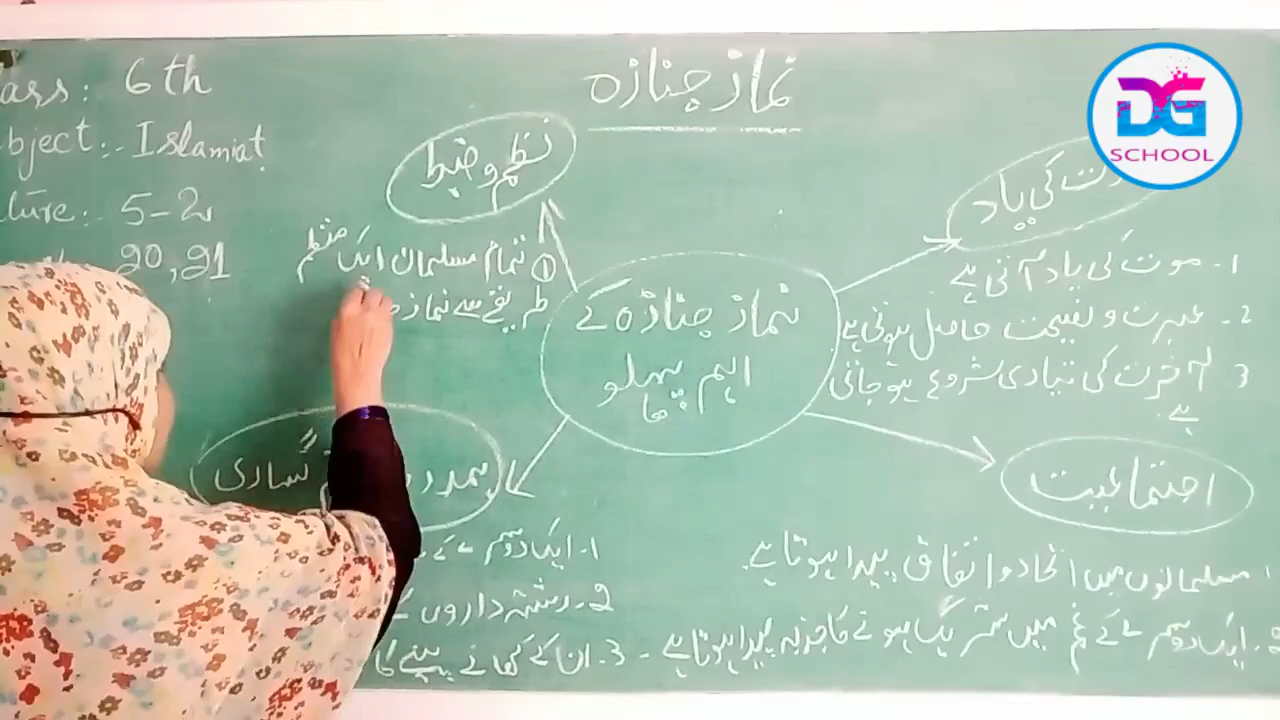 ass: 6th
bject:- Islamiat
ture:- 5-2
20,21
نماز جنازہ
DG
SCHOOL
نظم و ضبط
① تمام مسلمان ایک منظم
طریقے سے نماز
نماز جنازہ کے
اہم پہلو
کی یاد
1- موت کی یاد آتی ہے
2- عبرت و نصیحت حاصل ہوتی ہے
3 آخرت کی تیاری شروع ہو جاتی
ہے
ہمدرد گساری
1- ایک دوسرے کے
2- رشتہ داروں کے
3- ان کے کھانے پینے کا
اجتماعیت
1 مسلمانوں میں اتحاد و اتفاق پیدا ہوتا ہے۔
2- ایک دوسرے کے غم میں شریک ہونے کا جذبہ پیدا ہوتا ہے -